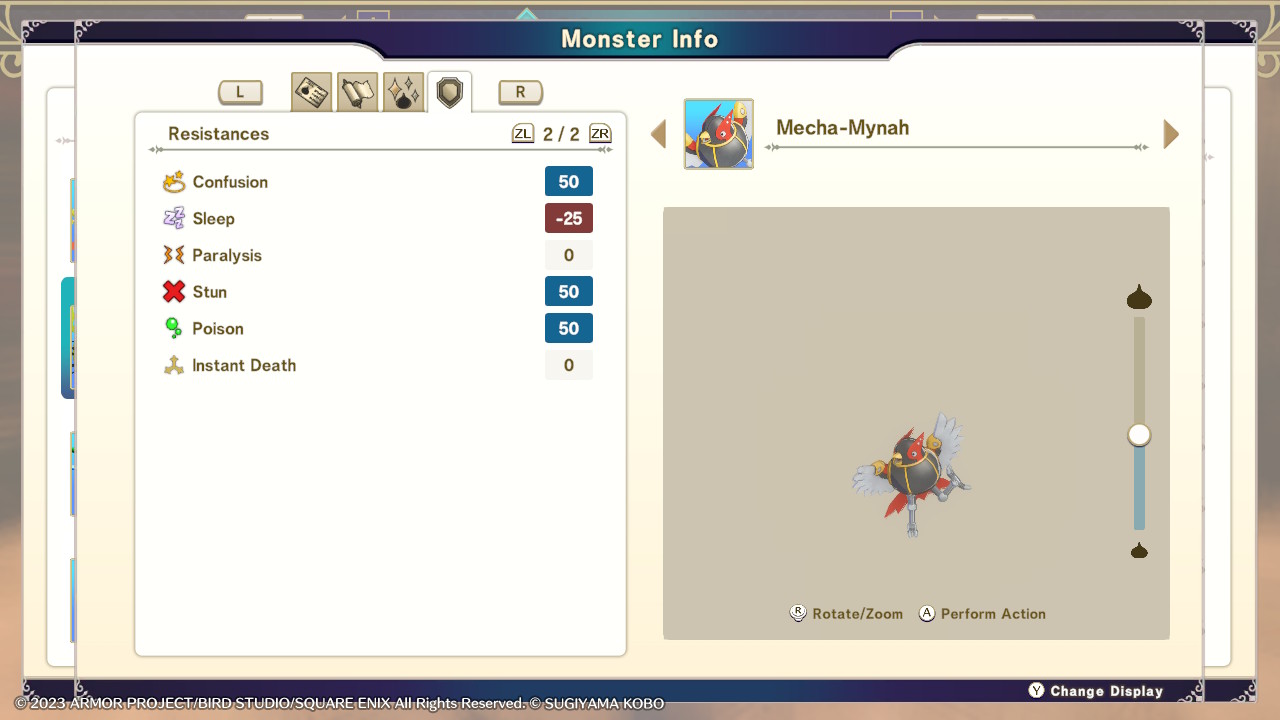 Monster Info
L
R
Resistances
ZL 2 / 2 ZR
Confusion 50
Sleep -25
Paralysis 0
Stun 50
Poison 50
Instant Death 0
Mecha-Mynah
R Rotate/Zoom A Perform Action
Y Change Display
© 2023 ARMOR PROJECT/BIRD STUDIO/SQUARE ENIX All Rights Reserved. © SUGIYAMA KOBO